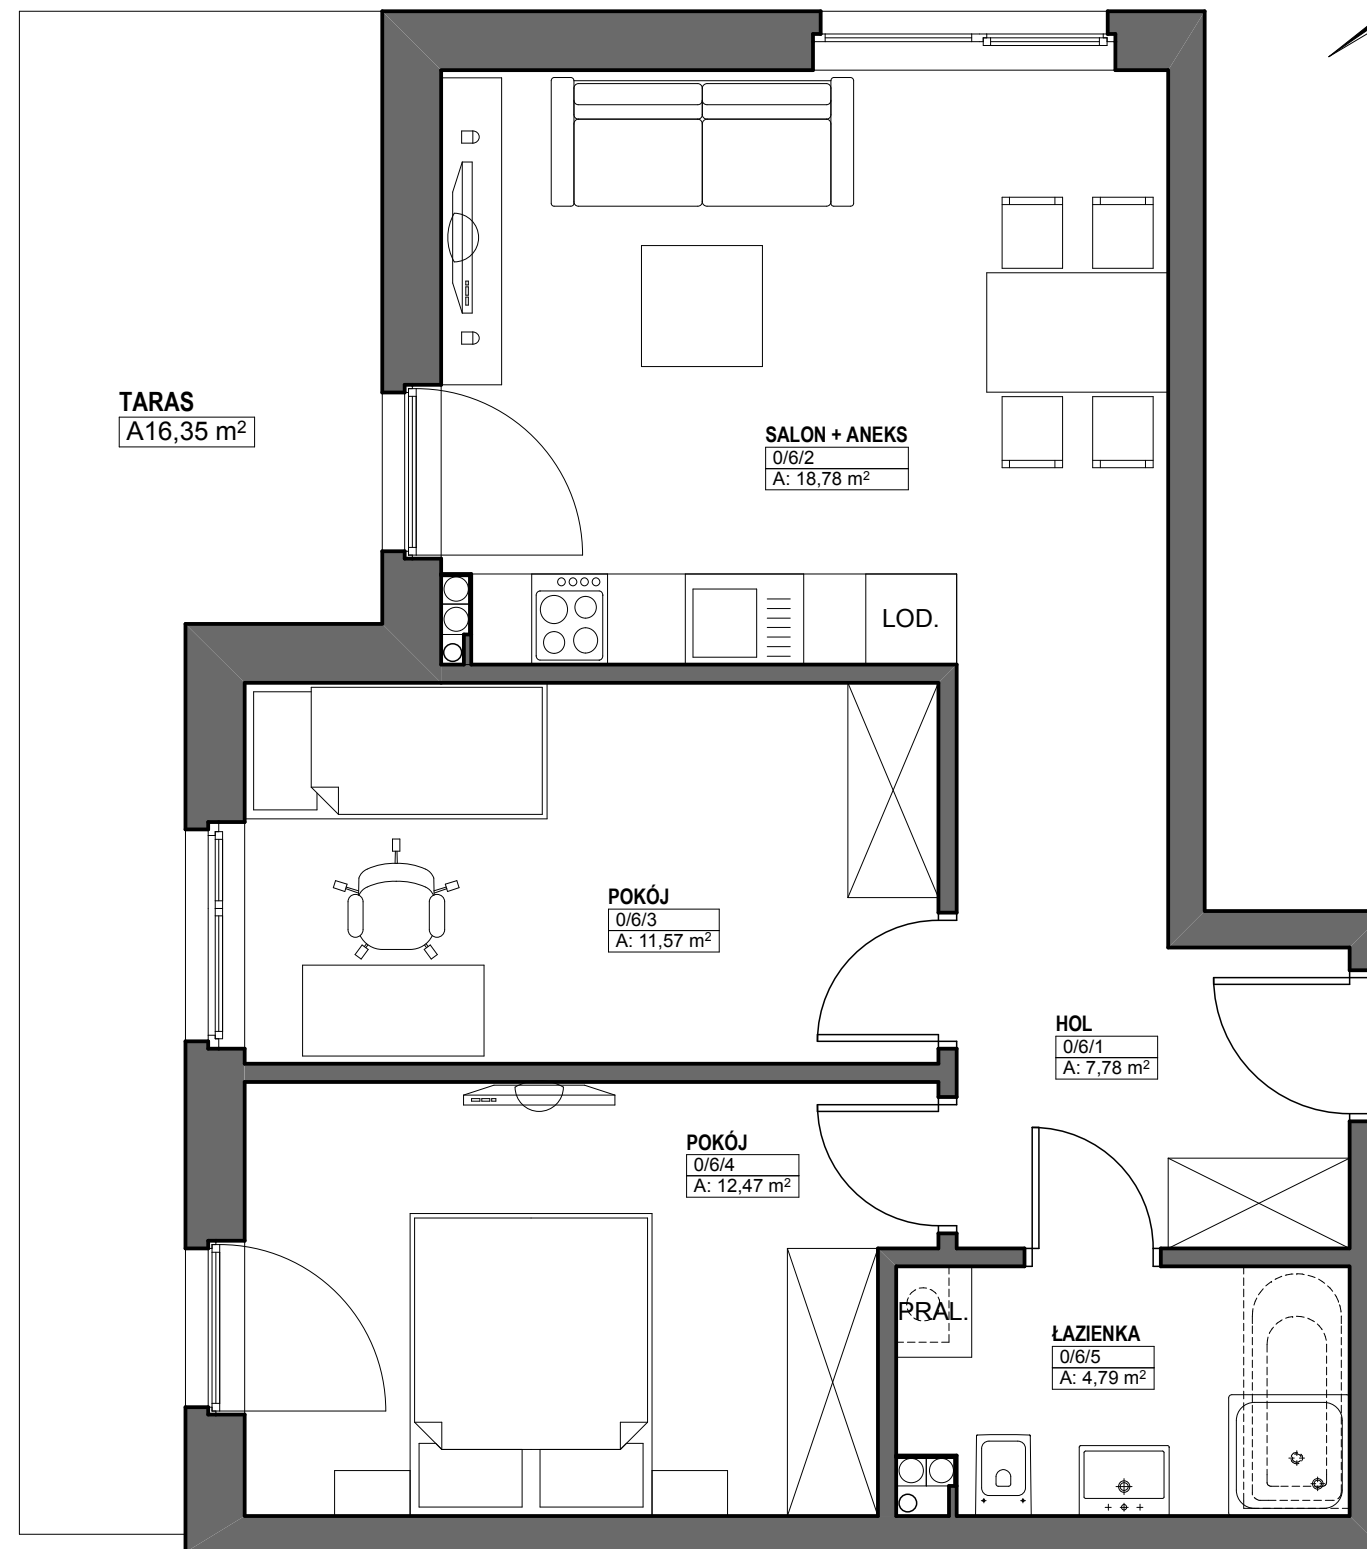 TARAS
A16,35 m²
SALON + ANEKS
0/6/2
A: 18,78 m²
LOD.
POKÓJ
0/6/3
A: 11,57 m²
HOL
0/6/1
A: 7,78 m²
POKÓJ
0/6/4
A: 12,47 m²
PRAL.
ŁAZIENKA
0/6/5
A: 4,79 m²